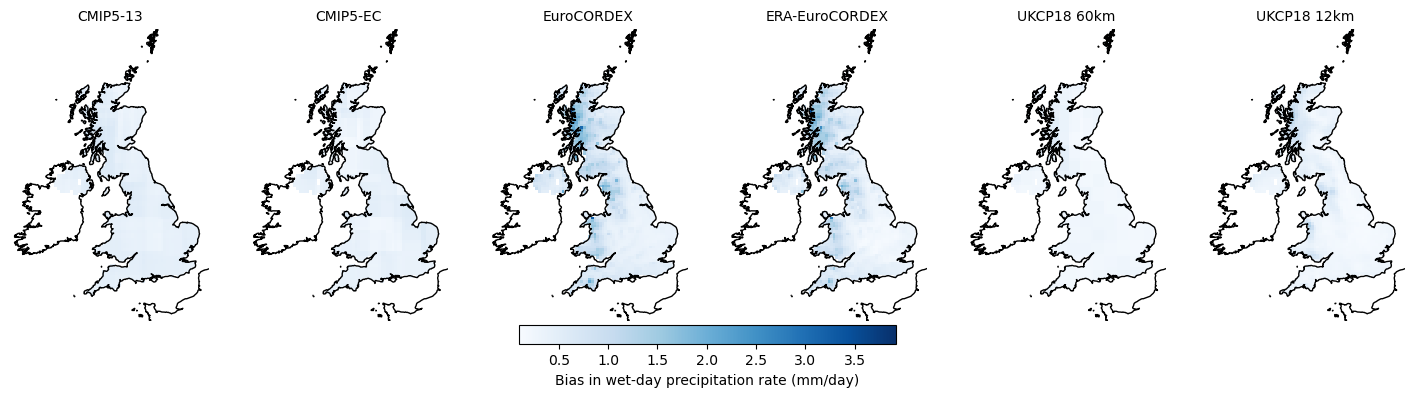 CMIP5-13 CMIP5-EC EuroCORDEX ERA-EuroCORDEX UKCP18 60km UKCP18 12km
0.5 1.0 1.5 2.0 2.5 3.0 3.5
Bias in wet-day precipitation rate (mm/day)